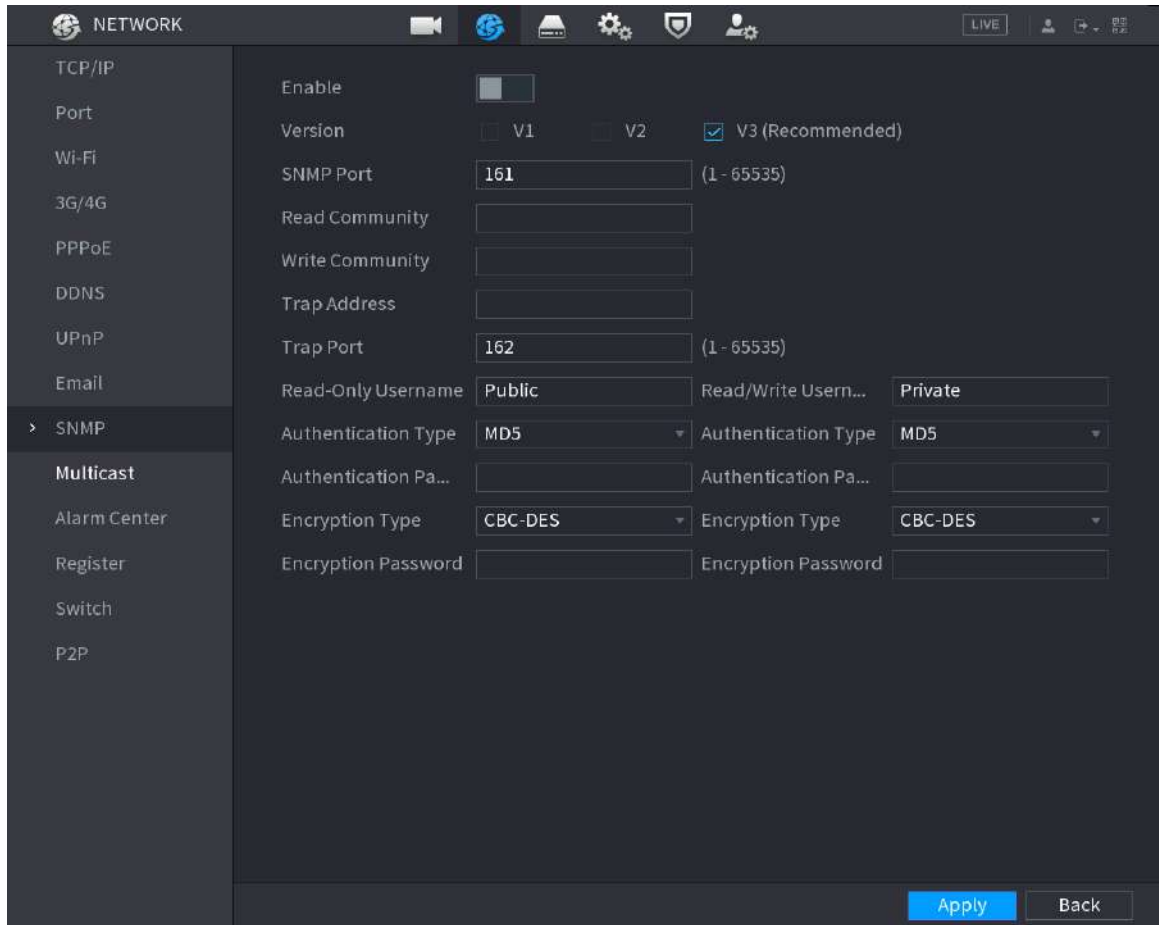 NETWORK
LIVE
TCP/IP
Port
Wi-Fi
3G/4G
PPPoE
DDNS
UPnP
Email
SNMP
Multicast
Alarm Center
Register
Switch
P2P
Enable
Version V1 V2 V3 (Recommended)
SNMP Port 161 (1 - 65535)
Read Community
Write Community
Trap Address
Trap Port 162 (1 - 65535)
Read-Only Username Public Read/Write Usern... Private
Authentication Type MD5 Authentication Type MD5
Authentication Pa... Authentication Pa...
Encryption Type CBC-DES Encryption Type CBC-DES
Encryption Password Encryption Password
Apply Back